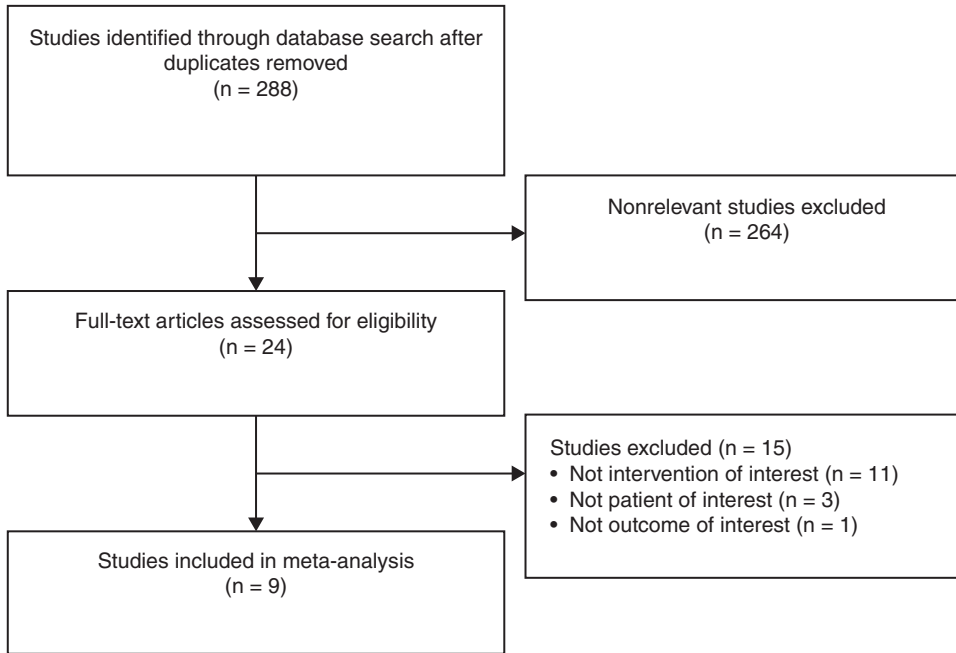 Studies identified through database search after
duplicates removed
(n = 288)
Nonrelevant studies excluded
(n = 264)
Full-text articles assessed for eligibility
(n = 24)
Studies excluded (n = 15)
• Not intervention of interest (n = 11)
• Not patient of interest (n = 3)
• Not outcome of interest (n = 1)
Studies included in meta-analysis
(n = 9)